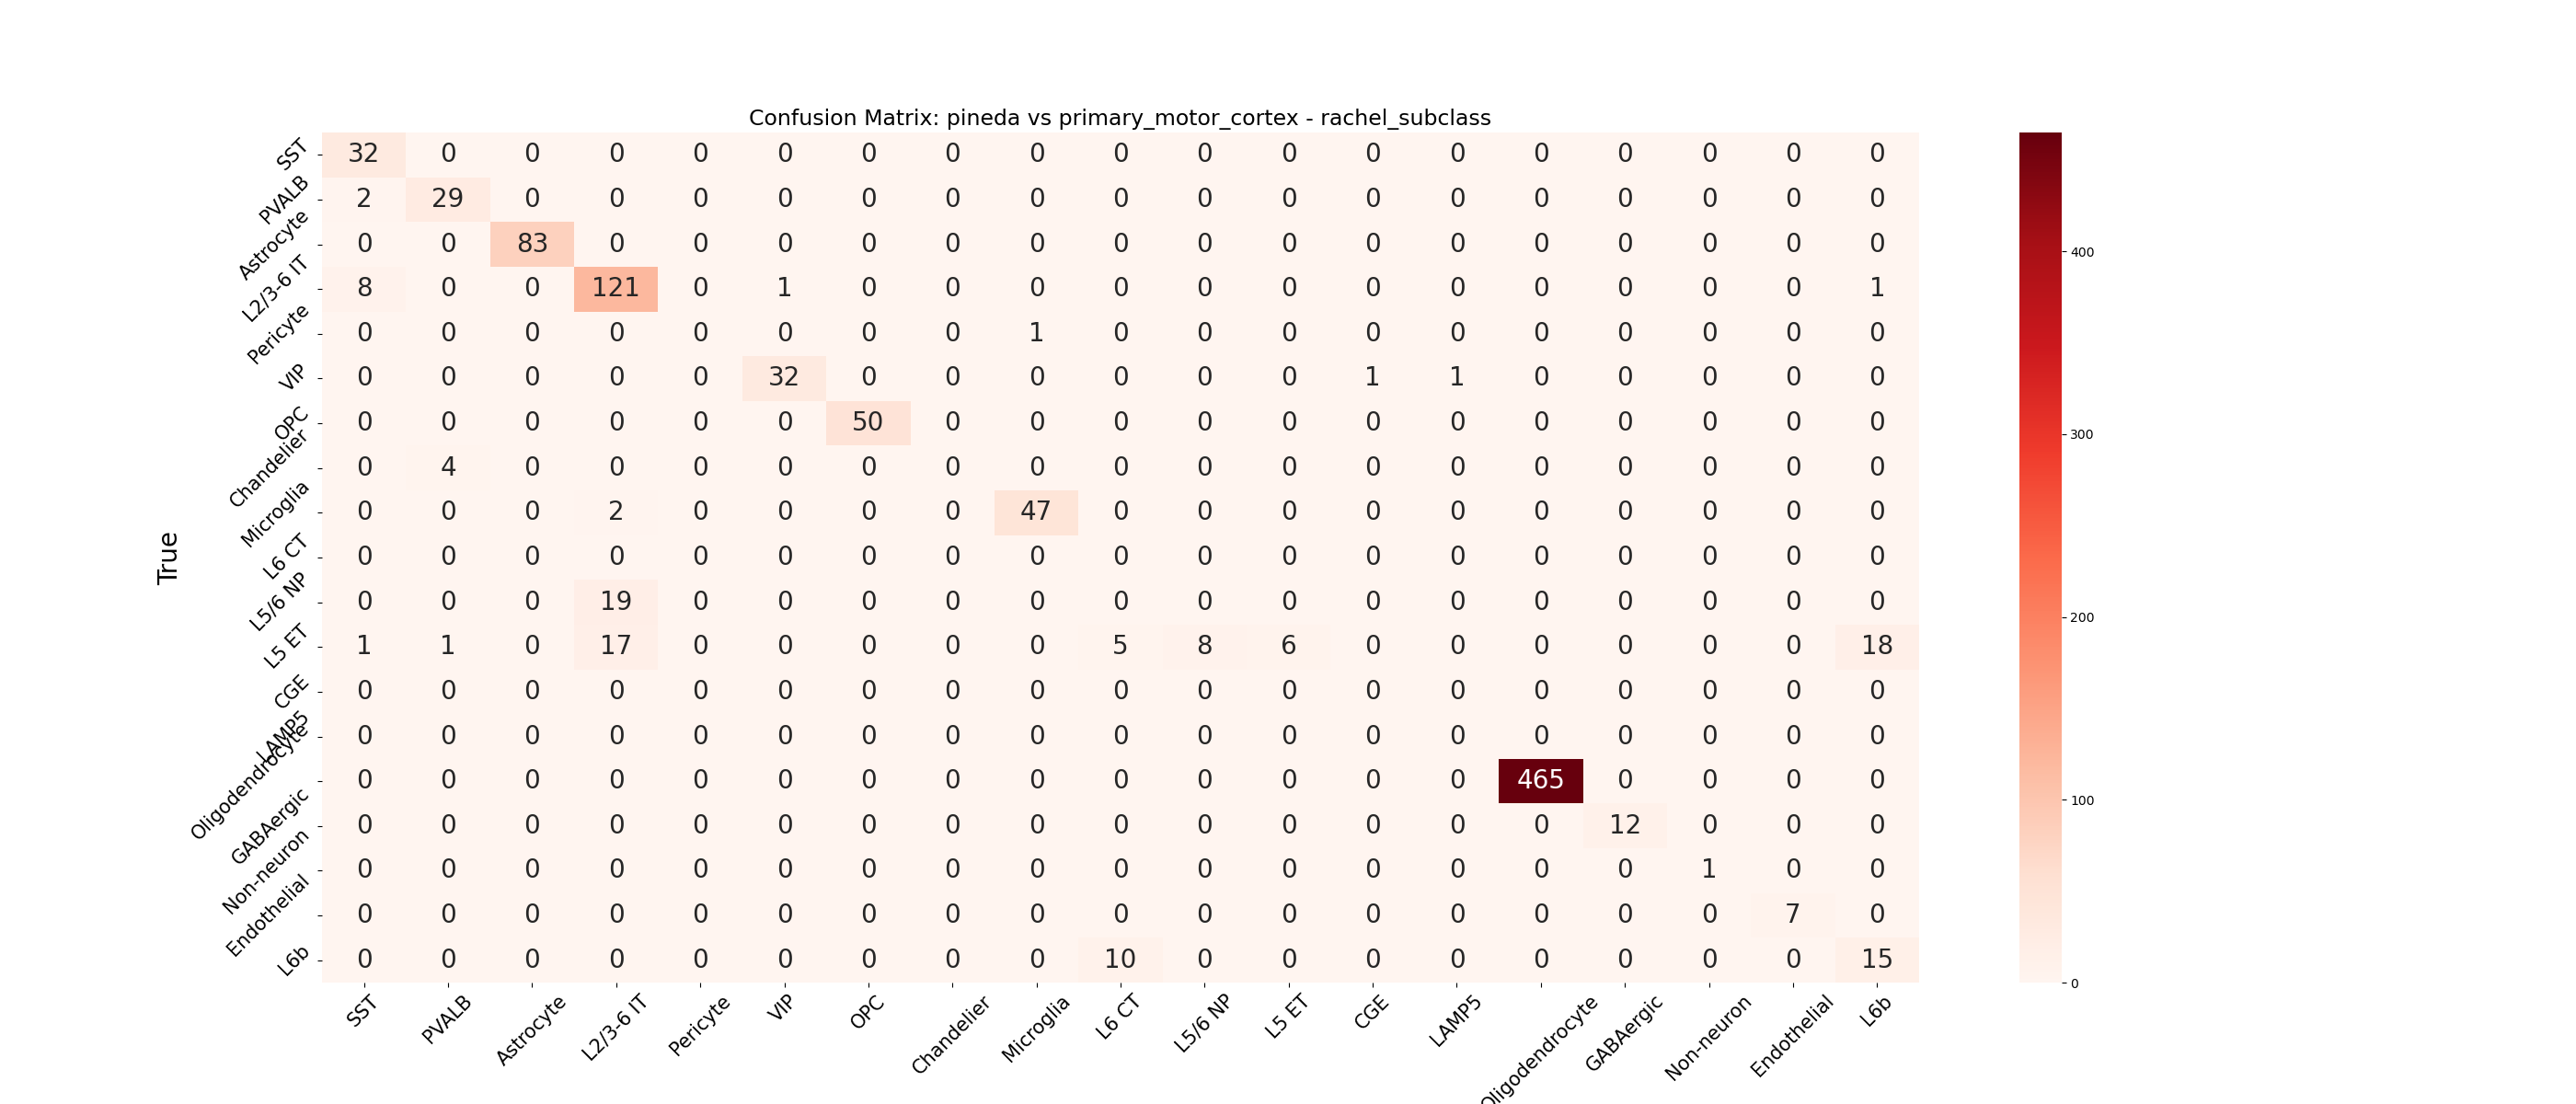 Confusion Matrix: pineda vs primary_motor_cortex - rachel_subclass
True
SST 32 0 0 0 0 0 0 0 0 0 0 0 0 0 0 0 0 0 0
PVALB 2 29 0 0 0 0 0 0 0 0 0 0 0 0 0 0 0 0 0
Astrocyte 0 0 83 0 0 0 0 0 0 0 0 0 0 0 0 0 0 0 0
L2/3-6 IT 8 0 0 121 0 1 0 0 0 0 0 0 0 0 0 0 0 0 1
Pericyte 0 0 0 0 0 0 0 0 1 0 0 0 0 0 0 0 0 0 0
VIP 0 0 0 0 0 32 0 0 0 0 0 0 1 1 0 0 0 0 0
OPC 0 0 0 0 0 0 50 0 0 0 0 0 0 0 0 0 0 0 0
Chandelier 0 4 0 0 0 0 0 0 0 0 0 0 0 0 0 0 0 0 0
Microglia 0 0 0 2 0 0 0 0 47 0 0 0 0 0 0 0 0 0 0
L6 CT 0 0 0 0 0 0 0 0 0 0 0 0 0 0 0 0 0 0 0
L5/6 NP 0 0 0 19 0 0 0 0 0 0 0 0 0 0 0 0 0 0 0
L5 ET 1 1 0 17 0 0 0 0 0 5 8 6 0 0 0 0 0 0 18
CGE 0 0 0 0 0 0 0 0 0 0 0 0 0 0 0 0 0 0 0
LAMP5 0 0 0 0 0 0 0 0 0 0 0 0 0 0 0 0 0 0 0
Oligodendrocyte 0 0 0 0 0 0 0 0 0 0 0 0 0 0 465 0 0 0 0
GABAergic 0 0 0 0 0 0 0 0 0 0 0 0 0 0 0 12 0 0 0
Non-neuron 0 0 0 0 0 0 0 0 0 0 0 0 0 0 0 0 1 0 0
Endothelial 0 0 0 0 0 0 0 0 0 0 0 0 0 0 0 0 0 7 0
L6b 0 0 0 0 0 0 0 0 0 10 0 0 0 0 0 0 0 0 15
SST PVALB Astrocyte L2/3-6 IT Pericyte VIP OPC Chandelier Microglia L6 CT L5/6 NP L5 ET CGE LAMP5 Oligodendrocyte GABAergic Non-neuron Endothelial L6b
400
300
200
100
0